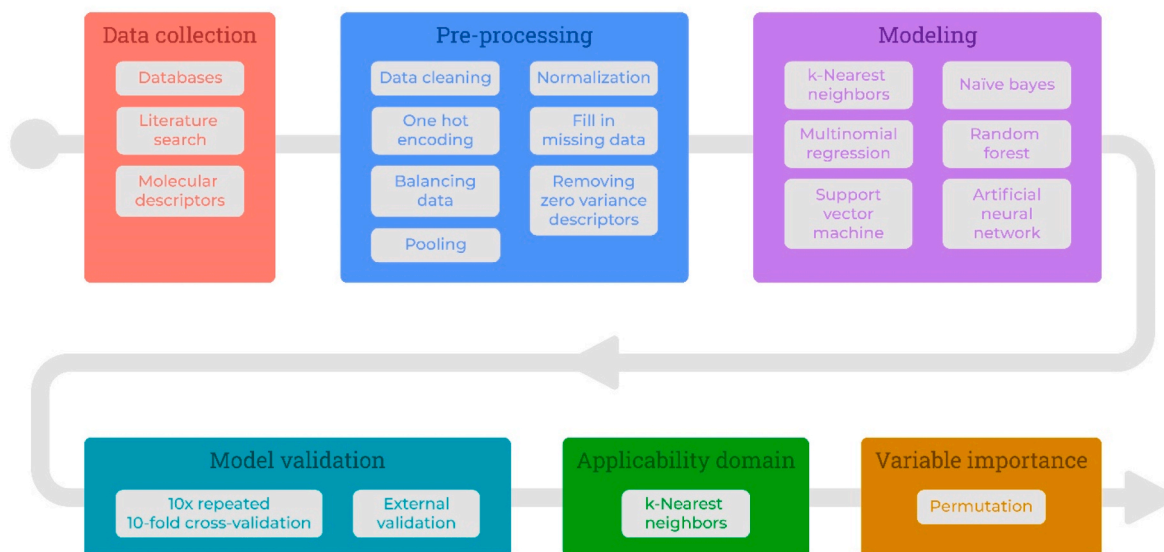 Data collection
Databases
Literature
search
Molecular
descriptors
Pre-processing
Data cleaning
Normalization
One hot
encoding
Fill in
missing data
Balancing
data
Removing
zero variance
descriptors
Pooling
Modeling
k-Nearest
neighbors
Naïve bayes
Multinomial
regression
Random
forest
Support
vector
machine
Artificial
neural
network
Model validation
10x repeated
10-fold cross-validation
External
validation
Applicability domain
k-Nearest
neighbors
Variable importance
Permutation